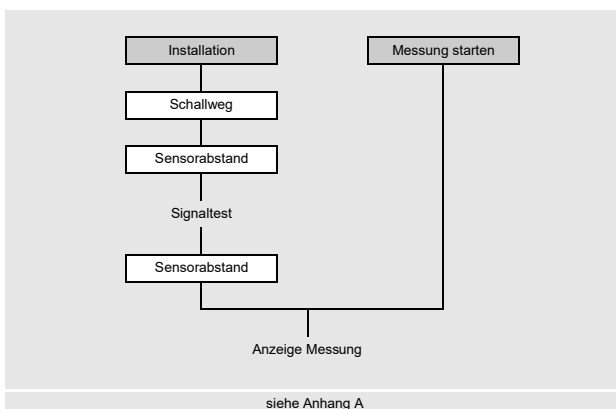 Installation
Messung starten
Schallweg
Sensorabstand
Signaltest
Sensorabstand
Anzeige Messung
siehe Anhang A